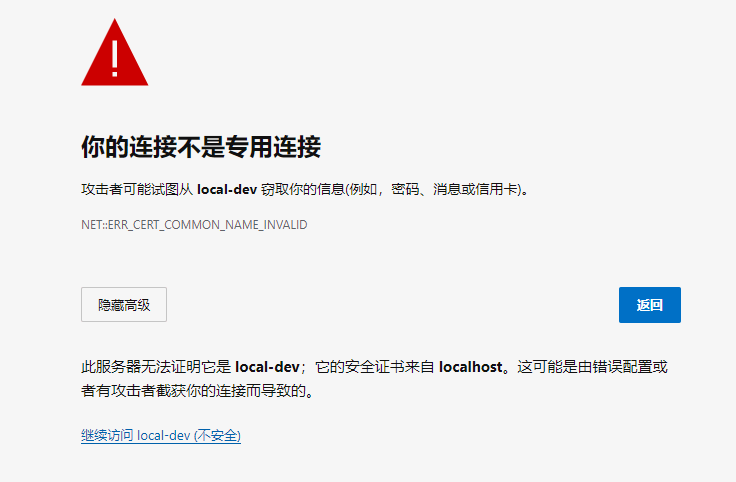 你的连接不是专用连接
攻击者可能试图从 local-dev 窃取你的信息(例如，密码、消息或信用卡)。
NET::ERR_CERT_COMMON_NAME_INVALID
隐藏高级
返回
此服务器无法证明它是 local-dev；它的安全证书来自 localhost。这可能是由错误配置或
者有攻击者截获你的连接而导致的。
继续访问 local-dev (不安全)